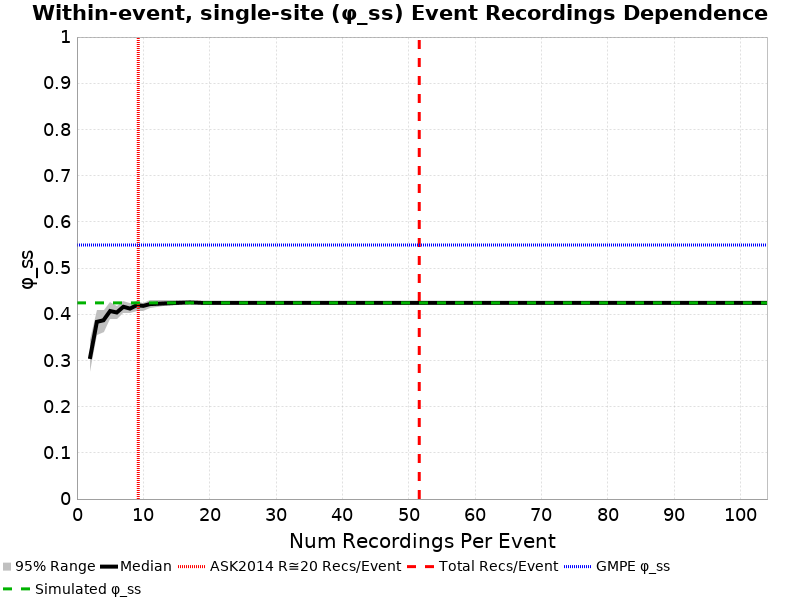 Within-event, single-site (φ_ss) Event Recordings Dependence
1
0.9
0.8
0.7
0.6
0.5
0.4
0.3
0.2
0.1
0
φ_ss
0 10 20 30 40 50 60 70 80 90 100
Num Recordings Per Event
95% Range Median ASK2014 R≅20 Recs/Event Total Recs/Event GMPE φ_ss
Simulated φ_ss